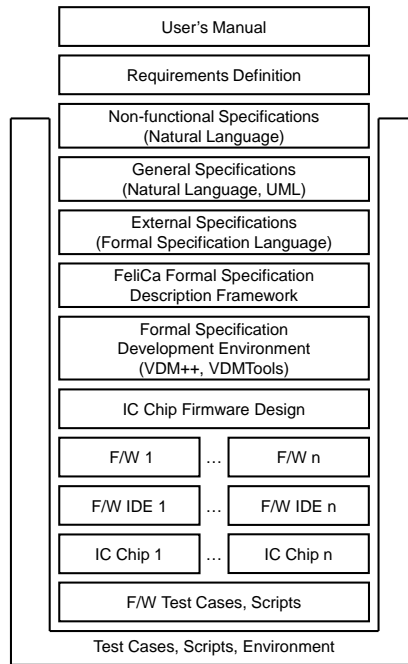 User's Manual
Requirements Definition
Non-functional Specifications
(Natural Language)
General Specifications
(Natural Language, UML)
External Specifications
(Formal Specification Language)
FeliCa Formal Specification
Description Framework
Formal Specification
Development Environment
(VDM++, VDMTools)
IC Chip Firmware Design
F/W 1 … F/W n
F/W IDE 1 … F/W IDE n
IC Chip 1 … IC Chip n
F/W Test Cases, Scripts
Test Cases, Scripts, Environment